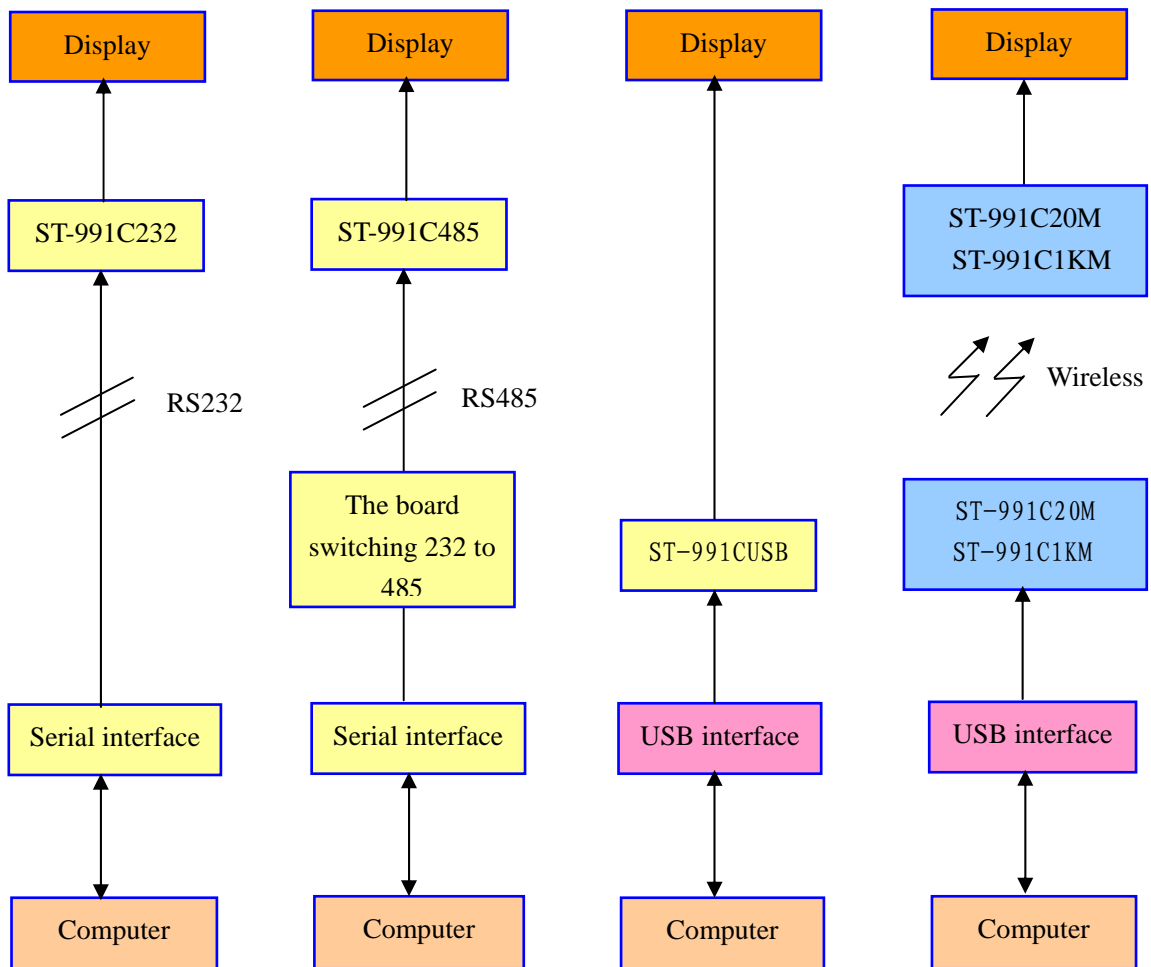 Display
Display
Display
Display
ST-991C232
ST-991C485
ST-991C20M
ST-991C1KM
RS232
RS485
Wireless
The board
switching 232 to
485
ST-991CUSB
ST-991C20M
ST-991C1KM
Serial interface
Serial interface
USB interface
USB interface
Computer
Computer
Computer
Computer